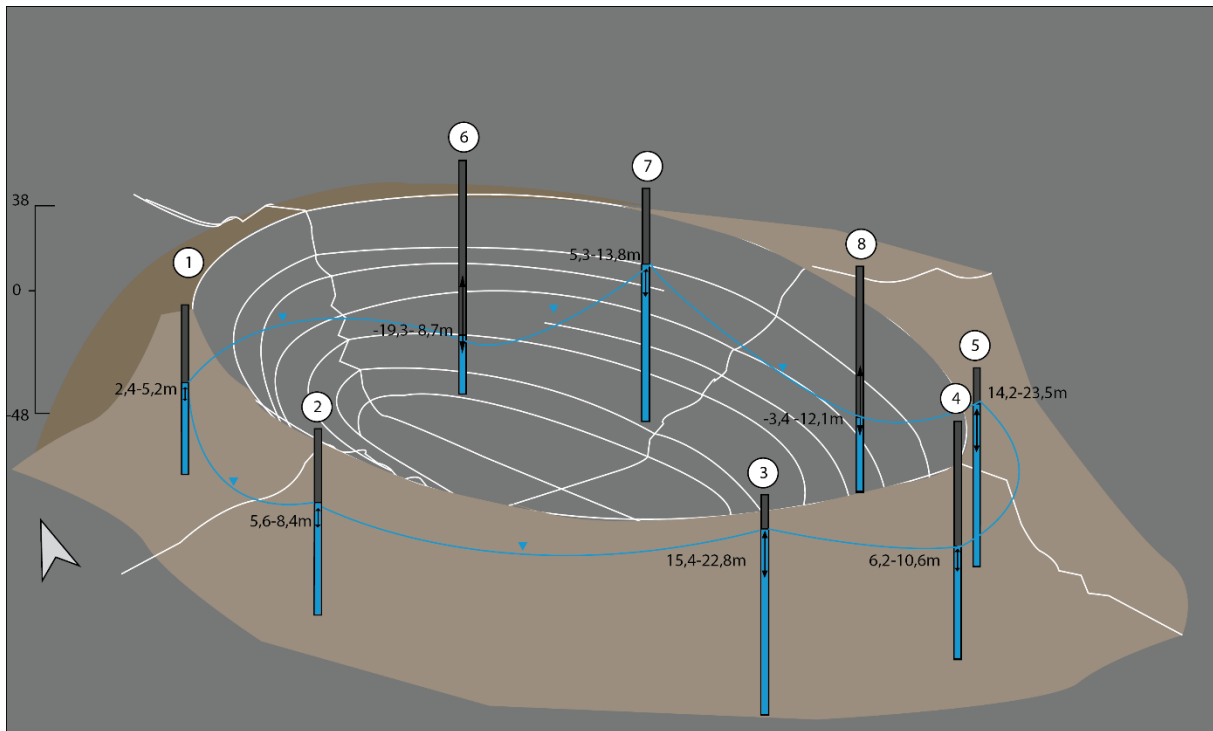 6
7
38
5,3-13,8m
8
1
0
-19,3- 8,7m
5
2,4-5,2m
14,2-23,5m
2
4
-48
-3,4 -12,1m
3
5,6-8,4m
15,4-22,8m
6,2-10,6m